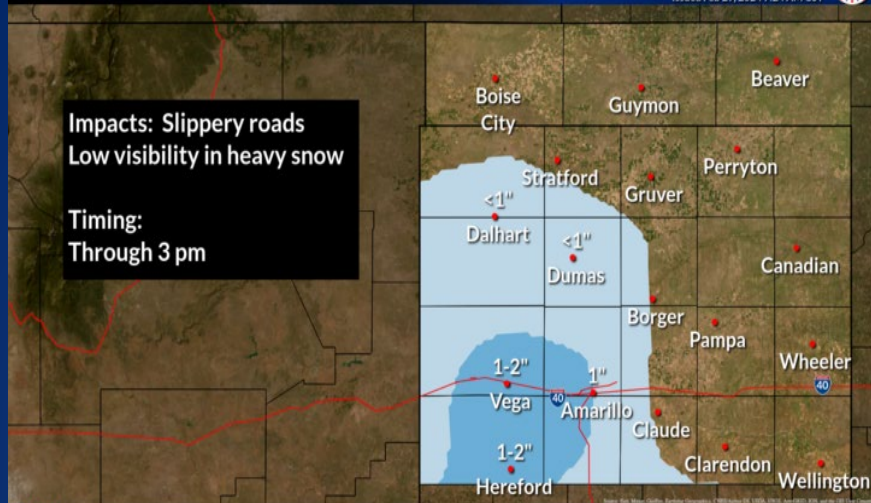 Impacts: Slippery roads
Low visibility in heavy snow
Timing:
Through 3 pm
Boise
City
Guymon
Beaver
Stratford
Gruver
Perryton
<1"
Dalhart
<1"
Dumas
Canadian
Borger
Pampa
Wheeler
1-2"
Vega
40
1"
Amarillo
40
Claude
1-2"
Hereford
Clarendon
Wellington